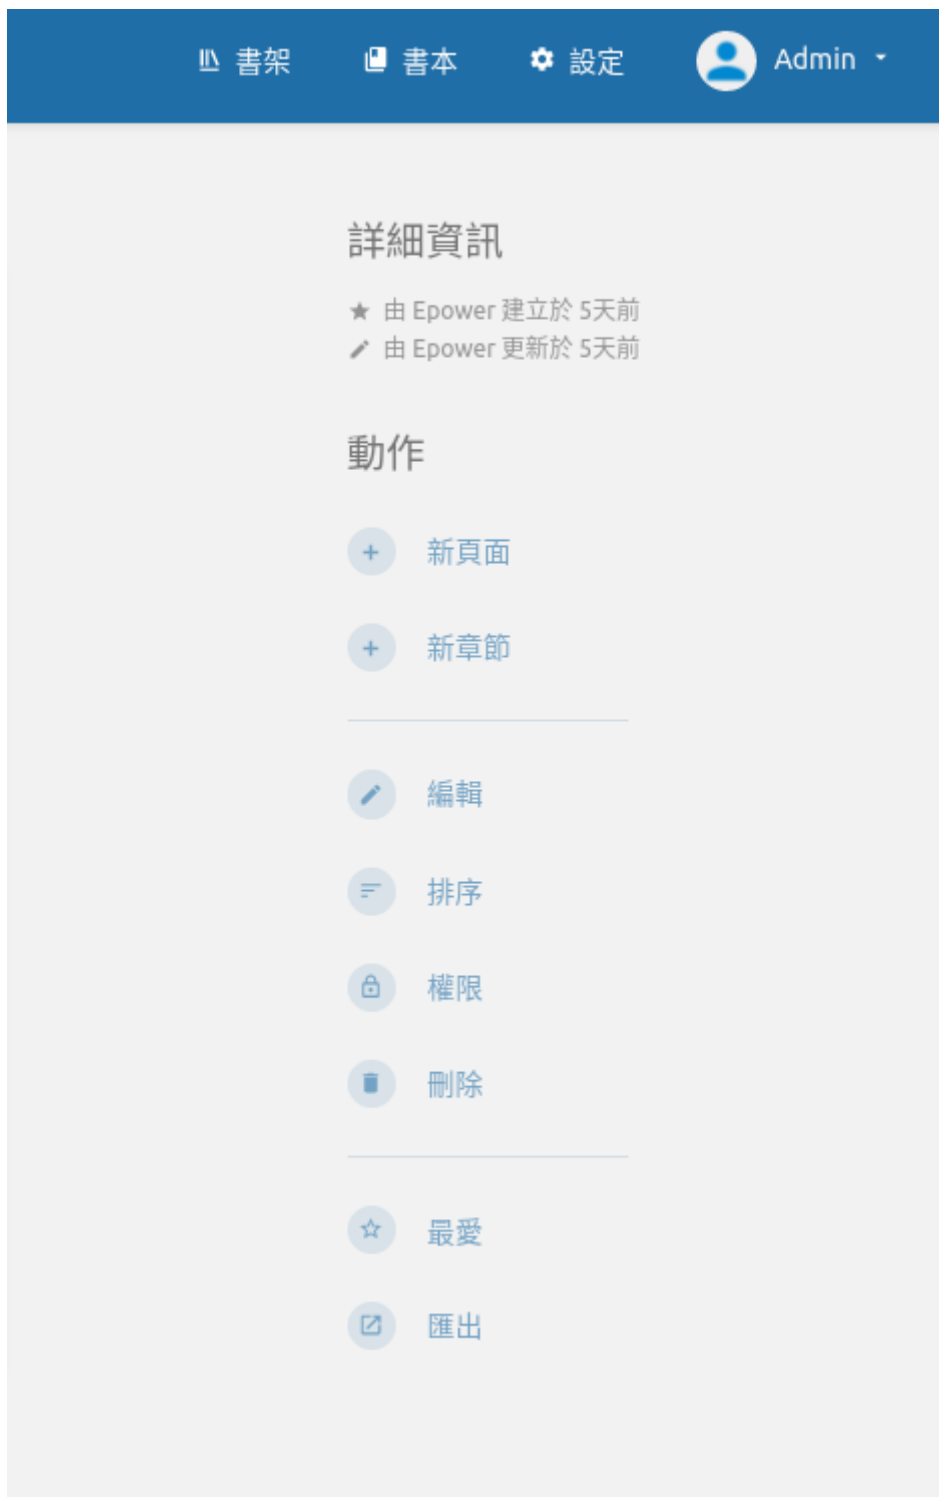 書架 書本 設定 Admin
詳細資訊
由 Epower 建立於 5天前
由 Epower 更新於 5天前
動作
新頁面
新章節
編輯
排序
權限
刪除
最愛
匯出